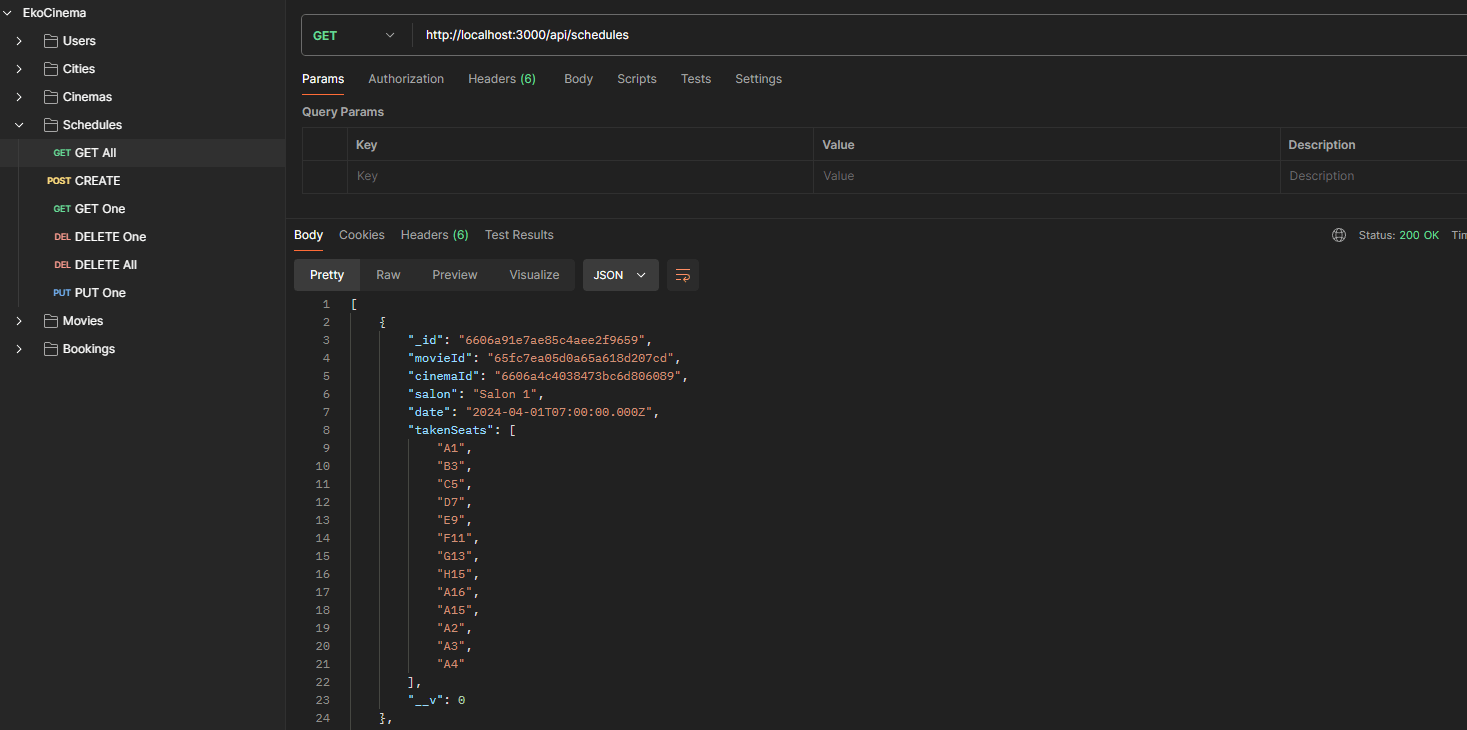 EkoCinema
Users
Cities
Cinemas
Schedules
GET GET All
POST CREATE
GET GET One
DEL DELETE One
DEL DELETE All
PUT PUT One
Movies
Bookings
GET http://localhost:3000/api/schedules
Params Authorization Headers (6) Body Scripts Tests Settings
Query Params
Key Value Description
Key Value Description
Body Cookies Headers (6) Test Results Status: 200 OK
Pretty Raw Preview Visualize JSON
1 [
2 {
3 "_id": "6606a91e7ae85c4aee2f9659",
4 "movieId": "65fc7ea05d0a65a618d207cd",
5 "cinemaId": "6606a4c4038473bc6d806089",
6 "salon": "Salon 1",
7 "date": "2024-04-01T07:00:00.000Z",
8 "takenSeats": [
9 "A1",
10 "B3",
11 "C5",
12 "D7",
13 "E9",
14 "F11",
15 "G13",
16 "H15",
17 "A16",
18 "A15",
19 "A2",
20 "A3",
21 "A4"
22 ],
23 "__v": 0
24 },